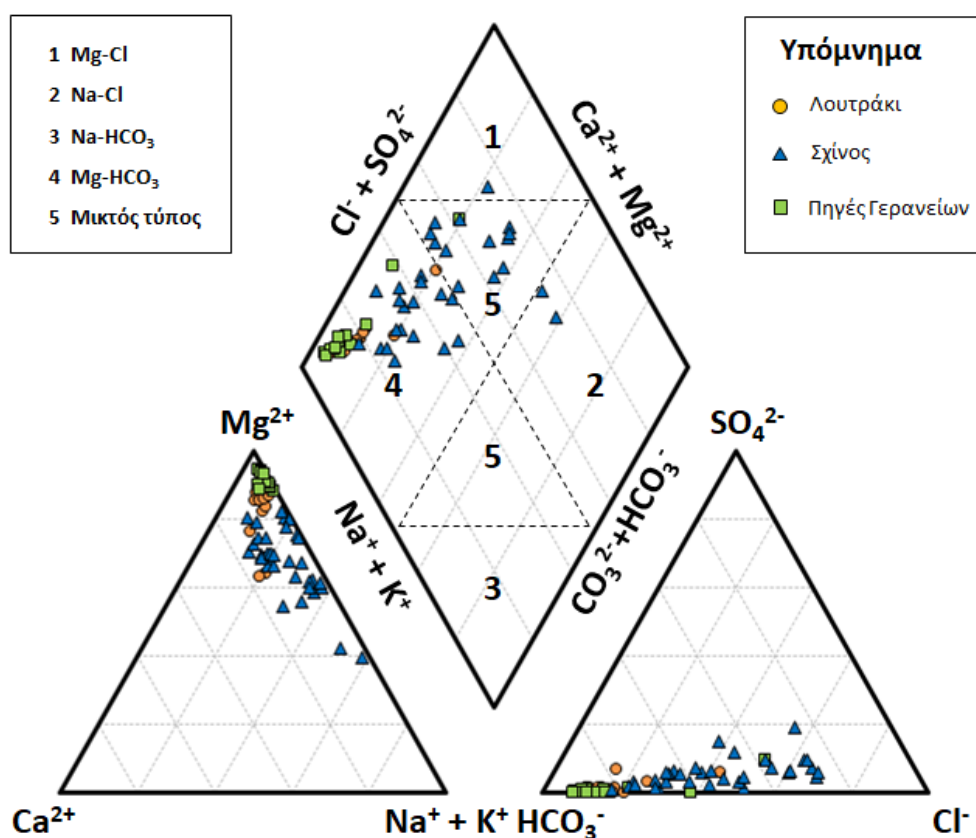 1 Mg-Cl
2 Na-Cl
3 Na-HCO₃
4 Mg-HCO₃
5 Μικτός τύπος
Υπόμνημα
Λουτράκι
Σχίνος
Πηγές Γερανείων
Cl⁻ + SO₄²⁻
Ca²⁺ + Mg²⁺
1
5
4
2
5
3
Na⁺ + K⁺
CO₃²⁻+HCO₃⁻
Mg²⁺
SO₄²⁻
Ca²⁺
Na⁺ + K⁺
HCO₃⁻
Cl⁻